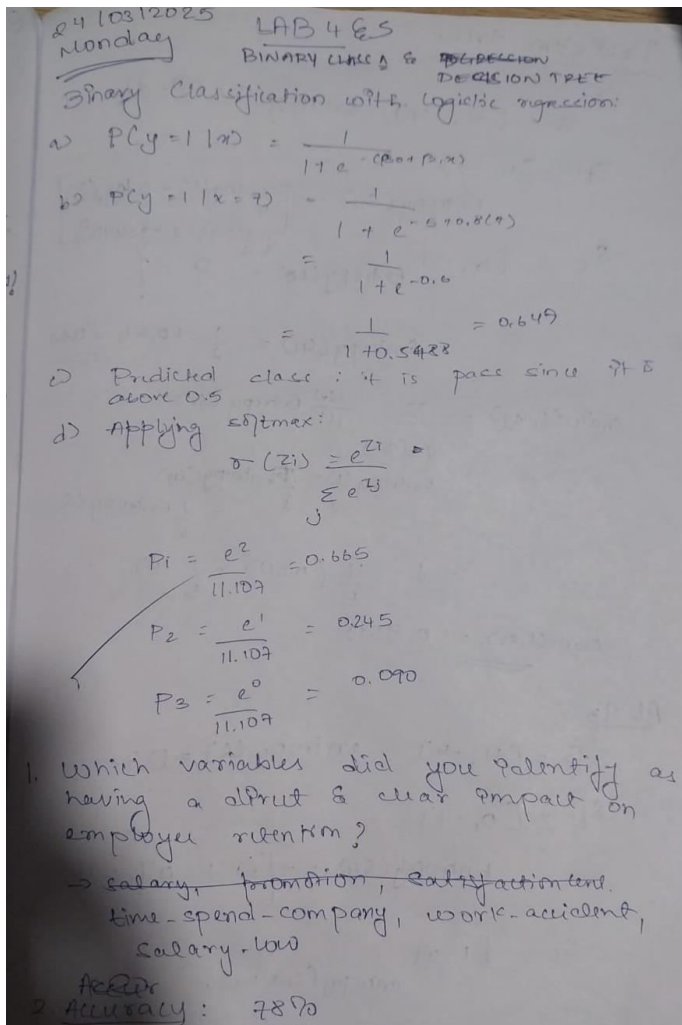 24/03/2025
Monday
LAB 4 & 5
BINARY CLASS &
DECISION TREE
Binary Classification with logictic rigression:
a) P(y=1|x) = 1 / (1+e^-(β0+β1x))
b) P(y=1|x=7) = 1 / (1+e^-5+0.8(7))
= 1 / (1+e^-0.6)
= 1 / (1+0.5488) = 0.649
c) Predicted class: it is pass since it is
above 0.5
d) Applying softmax:
σ(Zi) = e^Zi / Σj e^Zj
P1 = e^2 / 11.107 = 0.665
P2 = e^1 / 11.107 = 0.245
P3 = e^0 / 11.107 = 0.090
1. Which variables did you identify as
having a direct & clear impact on
employee retention?
→ salary, promotion, satisfaction level.
time-spend-company, work-accident,
salary-low
2. Accuracy: 78%